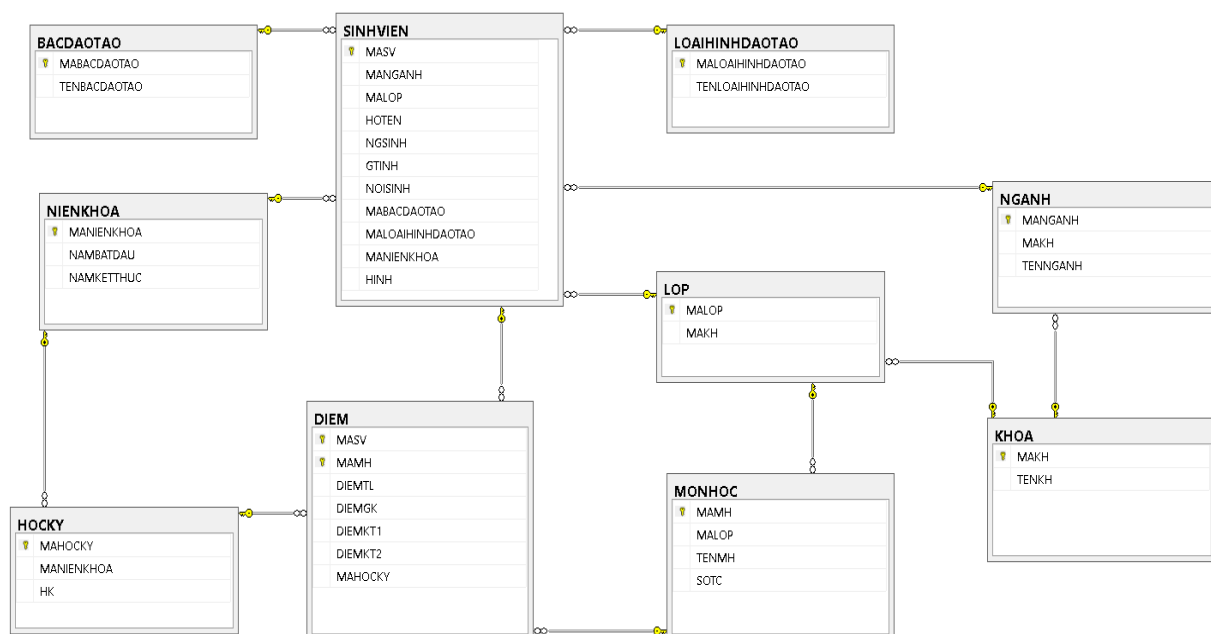 BACDAOTAO
MABACDAOTAO
TENBACDAOTAO
SINHVIEN
MASV
MANGANH
MALOP
HOTEN
NGSINH
GTINH
NOISINH
MABACDAOTAO
MALOAIHINHDAOTAO
MANIENKHOA
HINH
LOAIHINHDAOTAO
MALOAIHINHDAOTAO
TENLOAIHINHDAOTAO
NIENKHOA
MANIENKHOA
NAMBATDAU
NAMKETTHUC
NGANH
MANGANH
MAKH
TENNGANH
LOP
MALOP
MAKH
DIEM
MASV
MAMH
DIEMTL
DIEMGK
DIEMKT1
DIEMKT2
MAHOCKY
KHOA
MAKH
TENKH
MONHOC
MAMH
MALOP
TENMH
SOTC
HOCKY
MAHOCKY
MANIENKHOA
HK